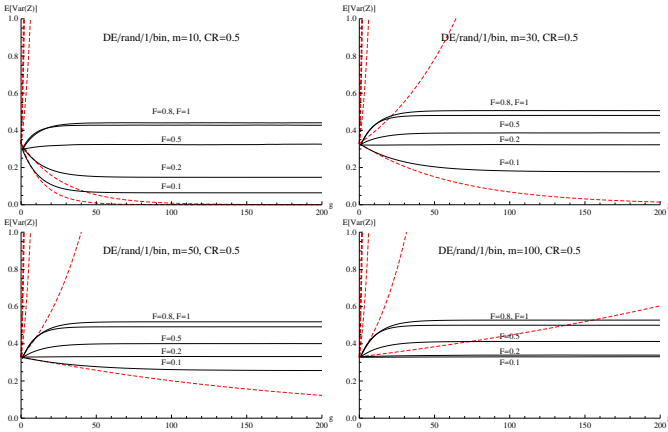 E[Var(Z)]
1.0
0.8
0.6
0.4
0.2
0.0
0
50
100
150
200
g
DE/rand/1/bin, m=10, CR=0.5
F=0.8, F=1
F=0.5
F=0.2
F=0.1
E[Var(Z)]
1.0
0.8
0.6
0.4
0.2
0.0
0
50
100
150
200
DE/rand/1/bin, m=30, CR=0.5
F=0.8, F=1
F=0.5
F=0.2
F=0.1
E[Var(Z)]
1.0
0.8
0.6
0.4
0.2
0.0
0
50
100
150
200
g
DE/rand/1/bin, m=50, CR=0.5
F=0.8, F=1
F=0.5
F=0.2
F=0.1
E[Var(Z)]
1.0
0.8
0.6
0.4
0.2
0.0
0
50
100
150
200
DE/rand/1/bin, m=100, CR=0.5
F=0.8, F=1
F=0.5
F=0.2
F=0.1